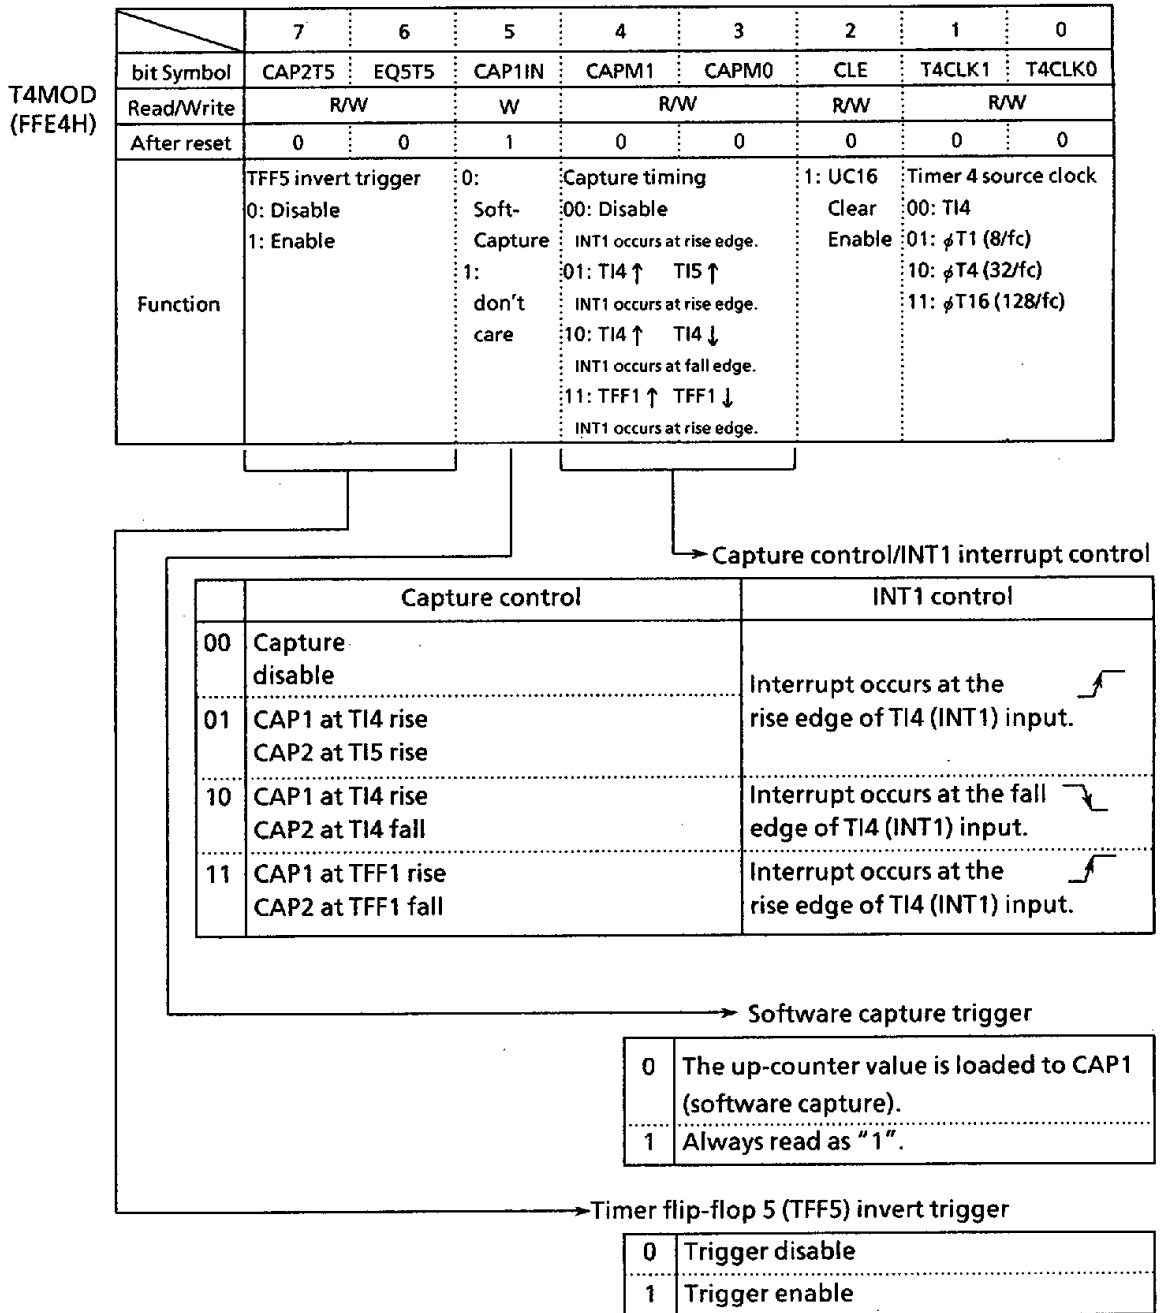 7 6 5 4 3 2 1 0
bit Symbol CAP2T5 EQ5T5 CAP1IN CAPM1 CAPM0 CLE T4CLK1 T4CLK0
T4MOD
(FFE4H)
Read/Write R/W W R/W R/W R/W
After reset 0 0 1 0 0 0 0 0
Function
TFF5 invert trigger
0: Disable
1: Enable
0:
Soft-
Capture
1:
don't
care
Capture timing
00: Disable
INT1 occurs at rise edge.
01: TI4 ↑ TI5 ↑
INT1 occurs at rise edge.
10: TI4 ↑ TI4 ↓
INT1 occurs at fall edge.
11: TFF1 ↑ TFF1 ↓
INT1 occurs at rise edge.
1: UC16
Clear
Enable
Timer 4 source clock
00: TI4
01: φT1 (8/fc)
10: φT4 (32/fc)
11: φT16 (128/fc)
Capture control/INT1 interrupt control
Capture control INT1 control
00 Capture
disable
01 CAP1 at TI4 rise
CAP2 at TI5 rise
Interrupt occurs at the
rise edge of TI4 (INT1) input.
10 CAP1 at TI4 rise
CAP2 at TI4 fall
Interrupt occurs at the fall
edge of TI4 (INT1) input.
11 CAP1 at TFF1 rise
CAP2 at TFF1 fall
Interrupt occurs at the
rise edge of TI4 (INT1) input.
Software capture trigger
0 The up-counter value is loaded to CAP1
(software capture).
1 Always read as "1".
Timer flip-flop 5 (TFF5) invert trigger
0 Trigger disable
1 Trigger enable